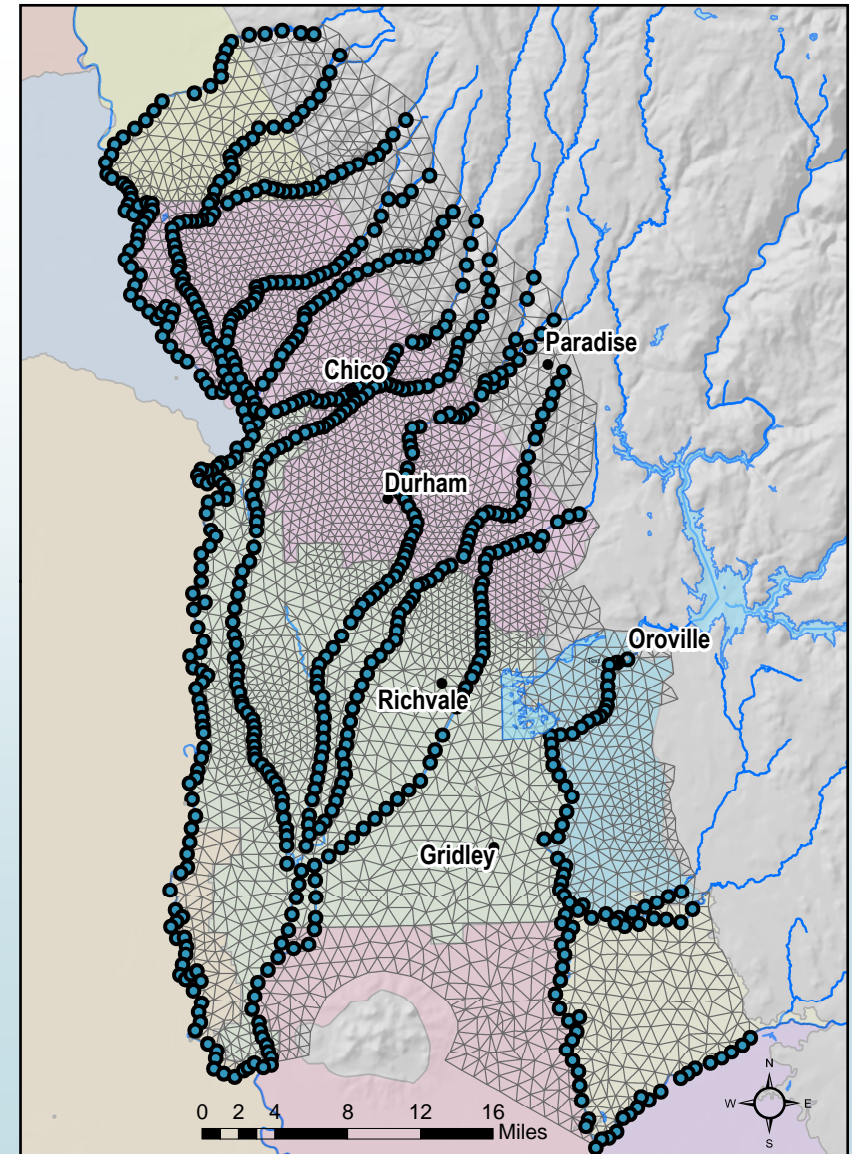 Paradise
Chico
Durham
Oroville
Richvale
Gridley
N
W E
S
0 2 4 8 12 16
Miles